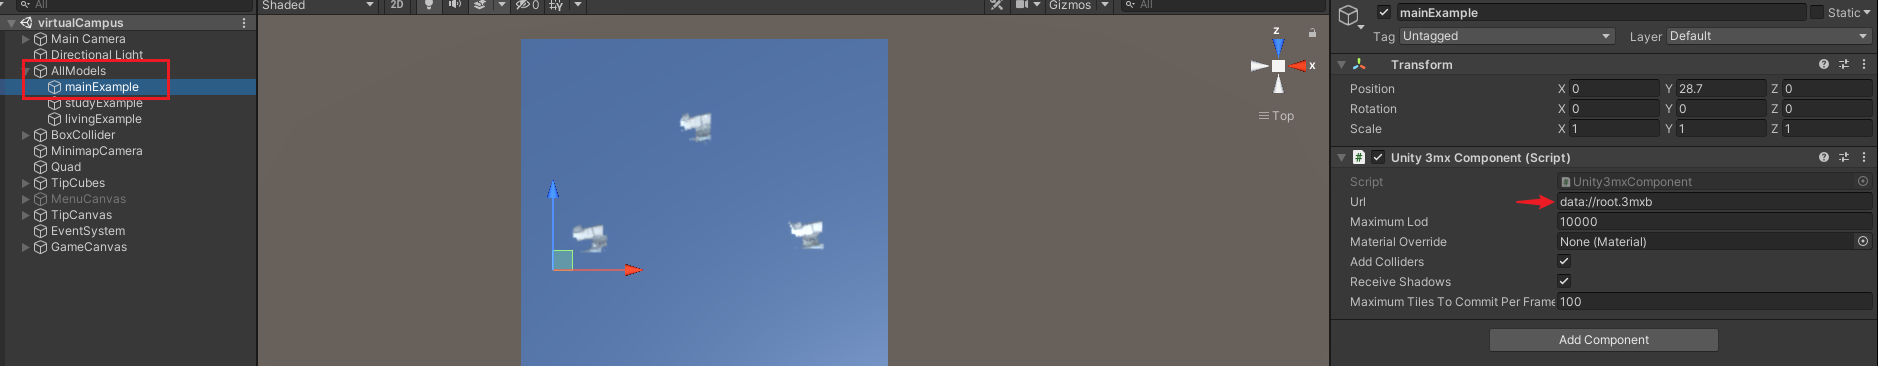 All
Shaded
2D
0
Gizmos
All
mainExample
Static
Tag Untagged
Layer Default
virtualCampus
Main Camera
Directional Light
AllModels
mainExample
studyExample
livingExample
BoxCollider
MinimapCamera
Quad
TipCubes
MenuCanvas
TipCanvas
EventSystem
GameCanvas
z
x
Top
Transform
Position X 0 Y 28.7 Z 0
Rotation X 0 Y 0 Z 0
Scale X 1 Y 1 Z 1
# Unity 3mx Component (Script)
Script Unity3mxComponent
Url data://root.3mxb
Maximum Lod 10000
Material Override None (Material)
Add Colliders
Receive Shadows
Maximum Tiles To Commit Per Frame 100
Add Component